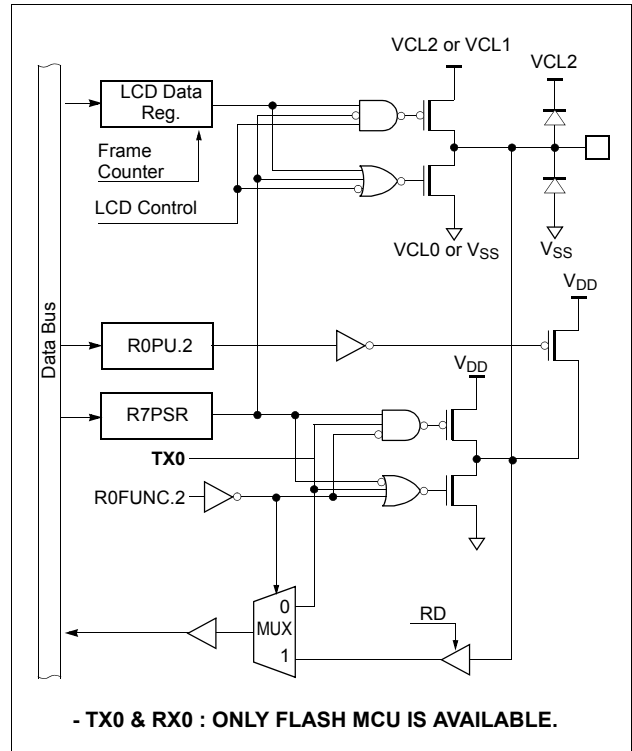 VCL2 or VCL1
VCL2
LCD Data
Reg.
Frame
Counter
LCD Control
VCL0 or VSS
VSS
VDD
Data Bus
R0PU.2
VDD
R7PSR
TX0
R0FUNC.2
0
MUX
1
RD
- TX0 & RX0 : ONLY FLASH MCU IS AVAILABLE.